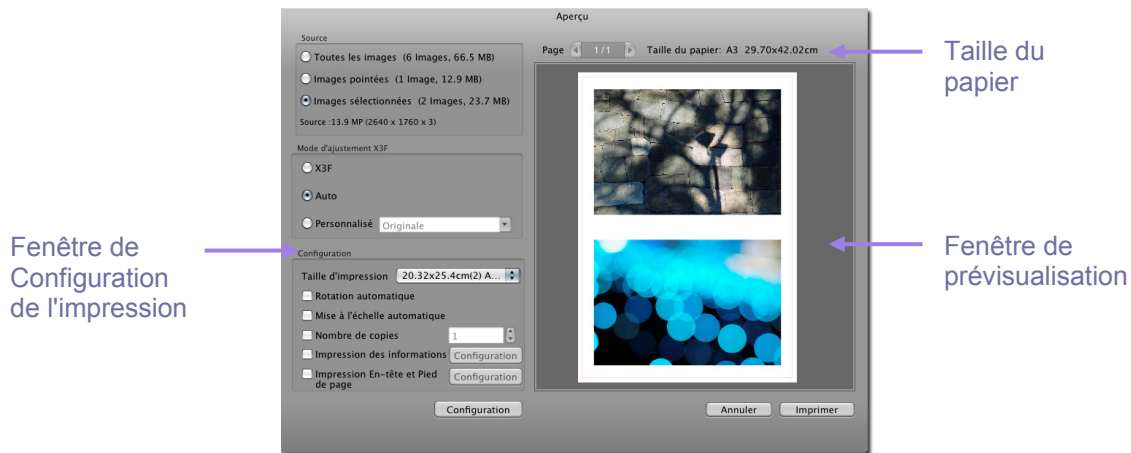 Aperçu
Source
Toutes les images (6 Images, 66.5 MB)
Images pointées (1 Image, 12.9 MB)
Images sélectionnées (2 Images, 23.7 MB)
Source :13.9 MP (2640 x 1760 x 3)
Mode d'ajustement X3F
X3F
Auto
Personnalisé Originale
Configuration
Taille d'impression 20.32x25.4cm(2) A...
Rotation automatique
Mise à l'échelle automatique
Nombre de copies 1
Impression des informations Configuration
Impression En-tête et Pied
de page
Configuration
Configuration
Page 1/1 Taille du papier: A3 29.70x42.02cm
Annuler Imprimer
Taille du
papier
Fenêtre de
prévisualisation
Fenêtre de
Configuration
de l'impression